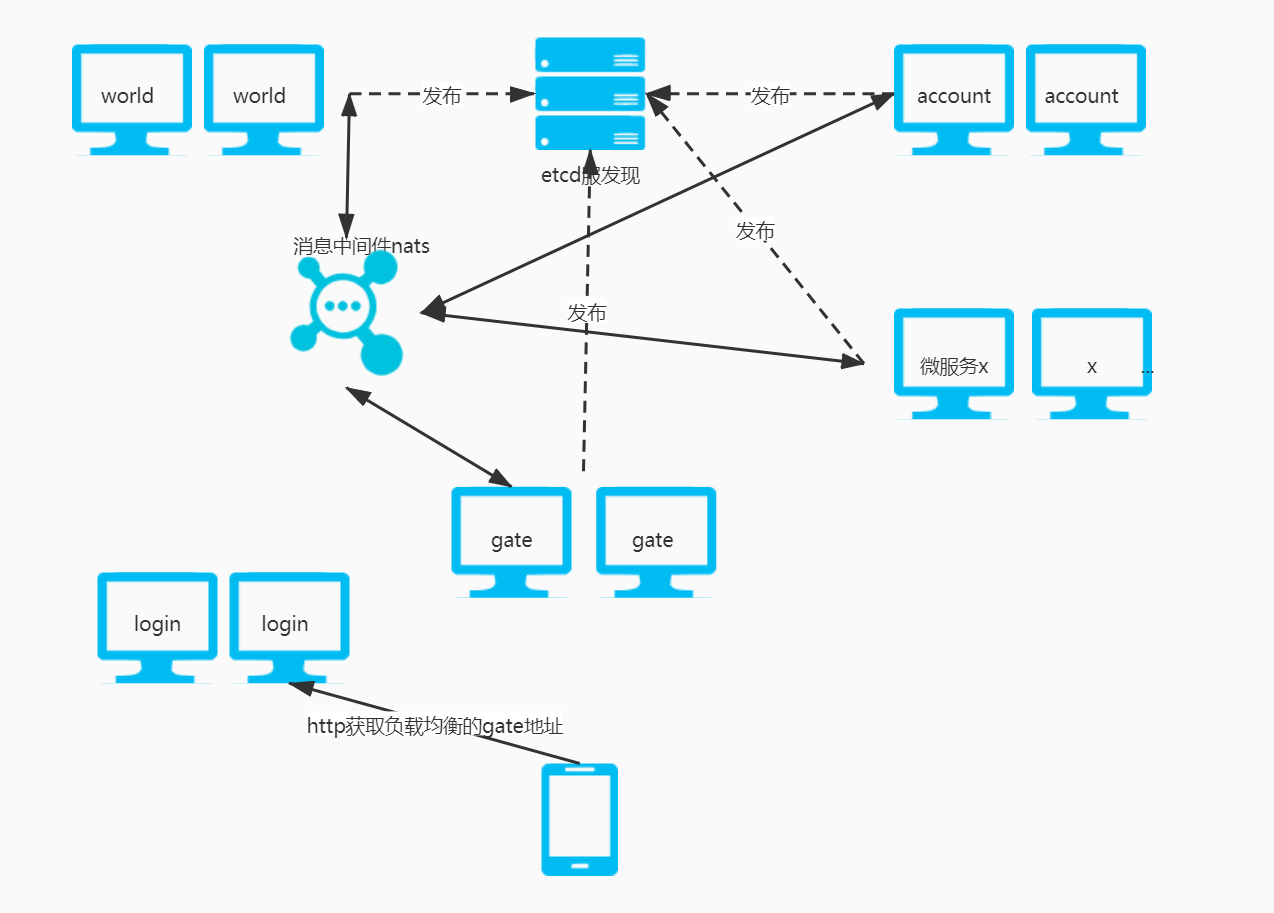 world
world
发布
发布
account
account
etcd服发现
发布
消息中间件nats
发布
微服务x
x
...
gate
gate
login
login
http获取负载均衡的gate地址